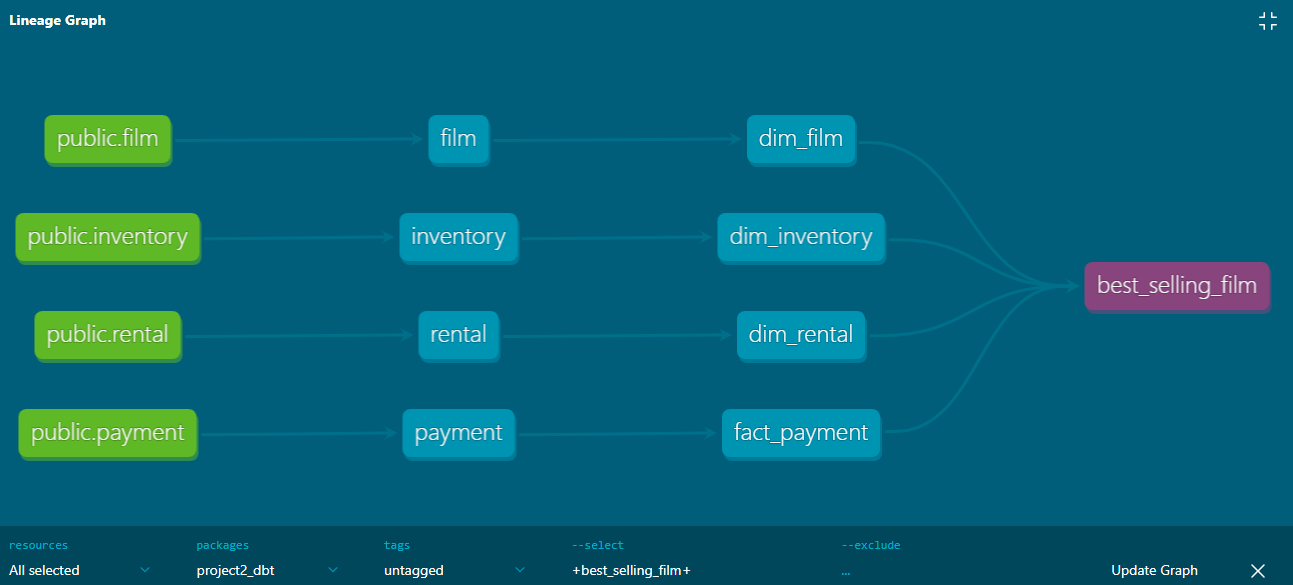 Lineage Graph
public.film
film
dim_film
public.inventory
inventory
dim_inventory
best_selling_film
public.rental
rental
dim_rental
public.payment
payment
fact_payment
resources packages tags --select --exclude
All selected project2_dbt untagged +best_selling_film+ ... Update Graph